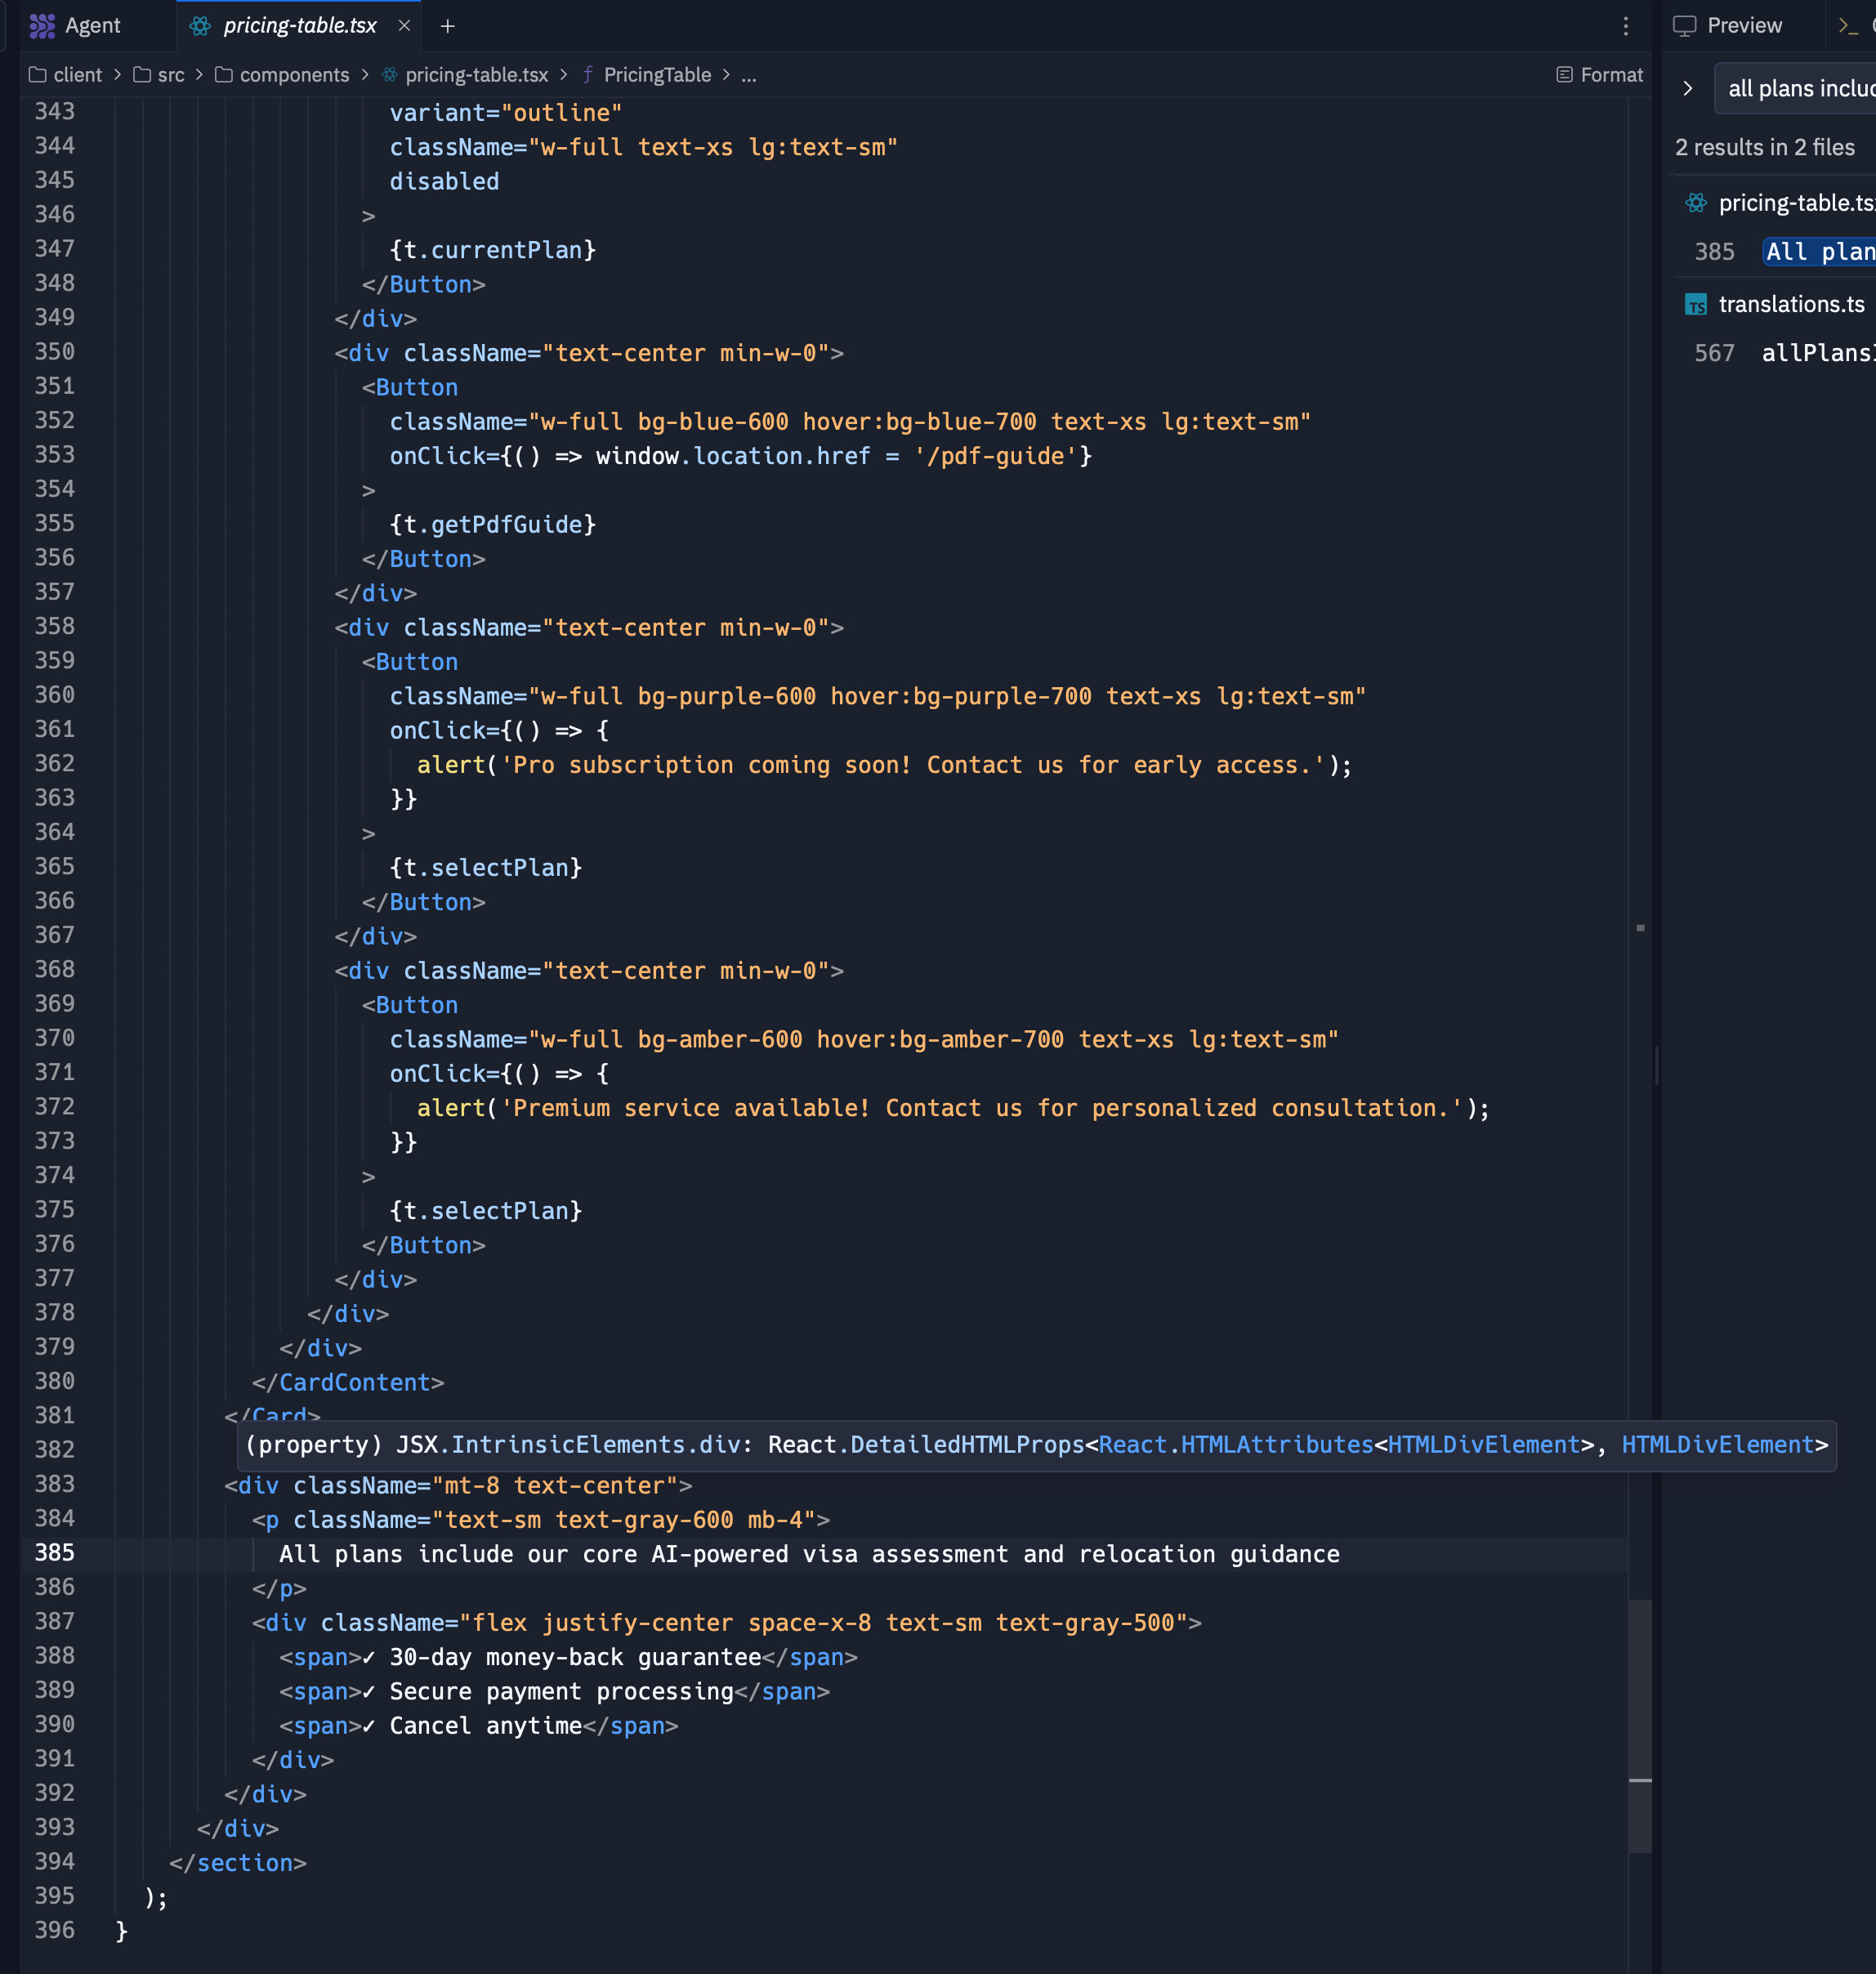 Agent
pricing-table.tsx
Preview
client > src > components > pricing-table.tsx > ƒ PricingTable > ...
Format
343 variant="outline"
344 className="w-full text-xs lg:text-sm"
345 disabled
346 >
347 {t.currentPlan}
348 </Button>
349 </div>
350 <div className="text-center min-w-0">
351 <Button
352 className="w-full bg-blue-600 hover:bg-blue-700 text-xs lg:text-sm"
353 onClick={() => window.location.href = '/pdf-guide'}
354 >
355 {t.getPdfGuide}
356 </Button>
357 </div>
358 <div className="text-center min-w-0">
359 <Button
360 className="w-full bg-purple-600 hover:bg-purple-700 text-xs lg:text-sm"
361 onClick={() => {
362 alert('Pro subscription coming soon! Contact us for early access.');
363 }}
364 >
365 {t.selectPlan}
366 </Button>
367 </div>
368 <div className="text-center min-w-0">
369 <Button
370 className="w-full bg-amber-600 hover:bg-amber-700 text-xs lg:text-sm"
371 onClick={() => {
372 alert('Premium service available! Contact us for personalized consultation.');
373 }}
374 >
375 {t.selectPlan}
376 </Button>
377 </div>
378 </div>
379 </div>
380 </CardContent>
381 </Card>
382
(property) JSX.IntrinsicElements.div: React.DetailedHTMLProps<React.HTMLAttributes<HTMLDivElement>, HTMLDivElement>
383 <div className="mt-8 text-center">
384 <p className="text-sm text-gray-600 mb-4">
385 All plans include our core AI-powered visa assessment and relocation guidance
386 </p>
387 <div className="flex justify-center space-x-8 text-sm text-gray-500">
388 <span>✓ 30-day money-back guarantee</span>
389 <span>✓ Secure payment processing</span>
390 <span>✓ Cancel anytime</span>
391 </div>
392 </div>
393 </div>
394 </section>
395 );
396 }
all plans includ
2 results in 2 files
pricing-table.ts
385 All plan
TS translations.ts
567 allPlans